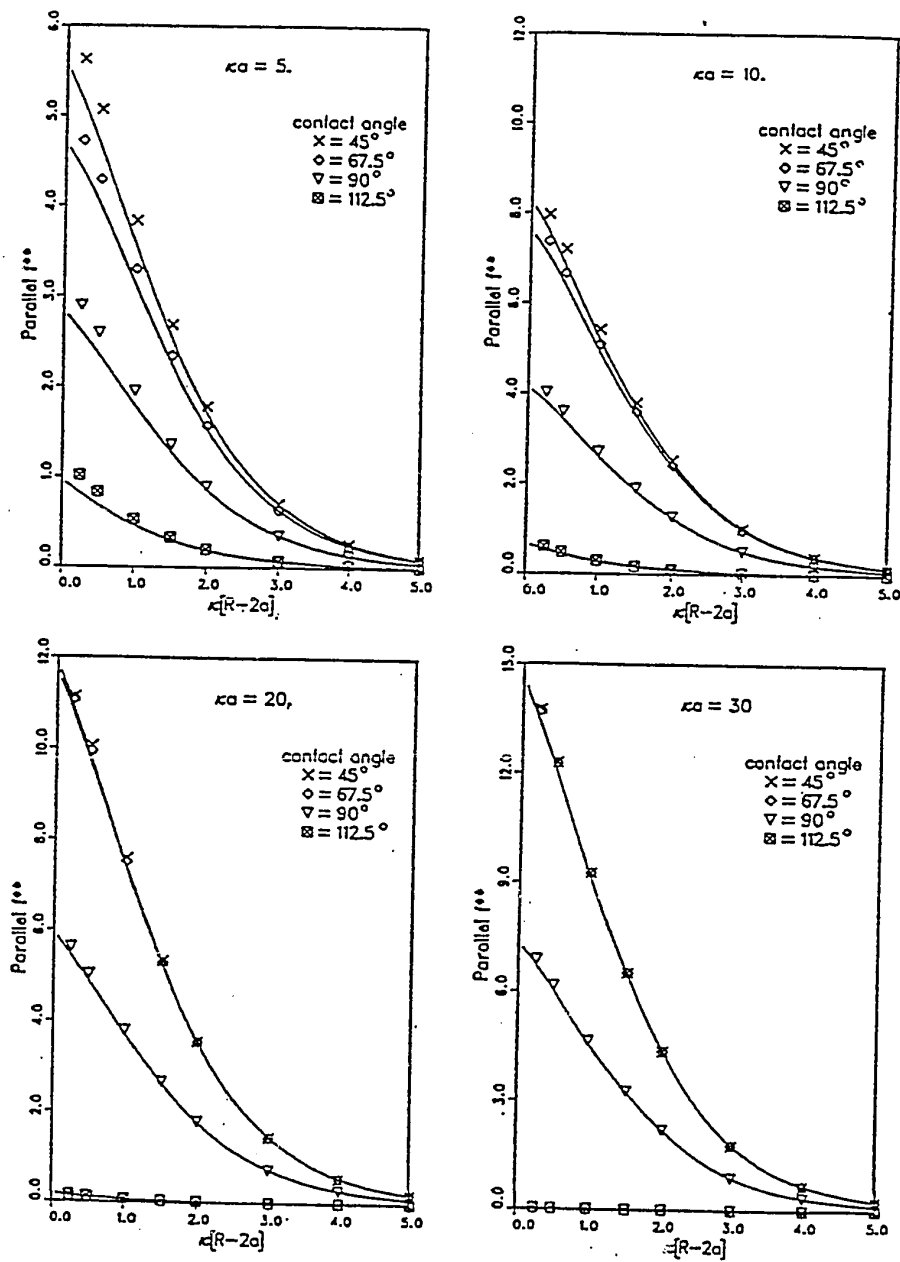 6.0
5.0
4.0
3.0
2.0
1.0
0.0
Parallel f**
κa = 5.
contact angle
× = 45°
◇ = 67.5°
▽ = 90°
⊠ = 112.5°
0.0 1.0 2.0 3.0 4.0 5.0
κ[R-2a]
12.0
10.0
8.0
6.0
4.0
2.0
0.0
Parallel f**
κa = 10.
contact angle
× = 45°
◇ = 67.5°
▽ = 90°
⊠ = 112.5°
0.0 1.0 2.0 3.0 4.0 5.0
κ[R-2a]
12.0
10.0
8.0
6.0
4.0
2.0
0.0
Parallel f**
κa = 20.
contact angle
× = 45°
◇ = 67.5°
▽ = 90°
⊠ = 112.5°
0.0 1.0 2.0 3.0 4.0 5.0
κ[R-2a]
15.0
12.0
9.0
6.0
3.0
0.0
Parallel f**
κa = 30
contact angle
× = 45°
◇ = 67.5°
▽ = 90°
⊠ = 112.5°
0.0 1.0 2.0 3.0 4.0 5.0
κ[R-2a]